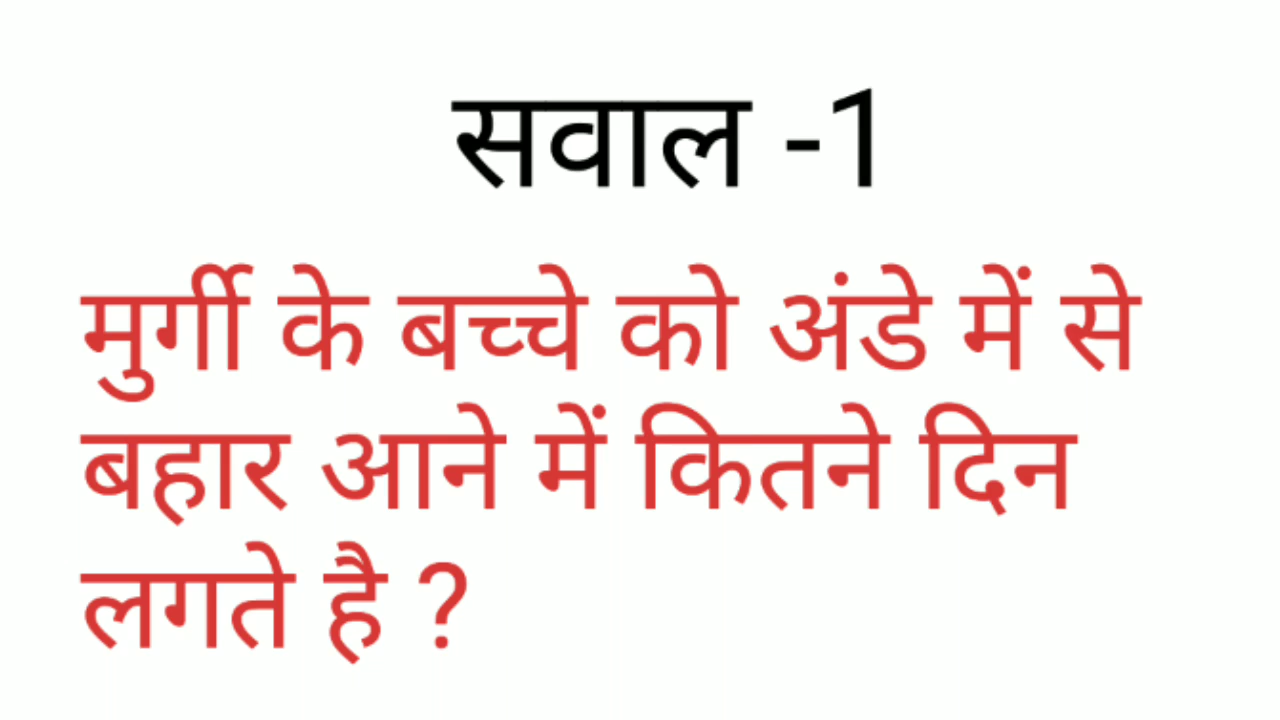 सवाल -1
मुर्गी के बच्चे को अंडे में से
बहार आने में कितने दिन
लगते है ?